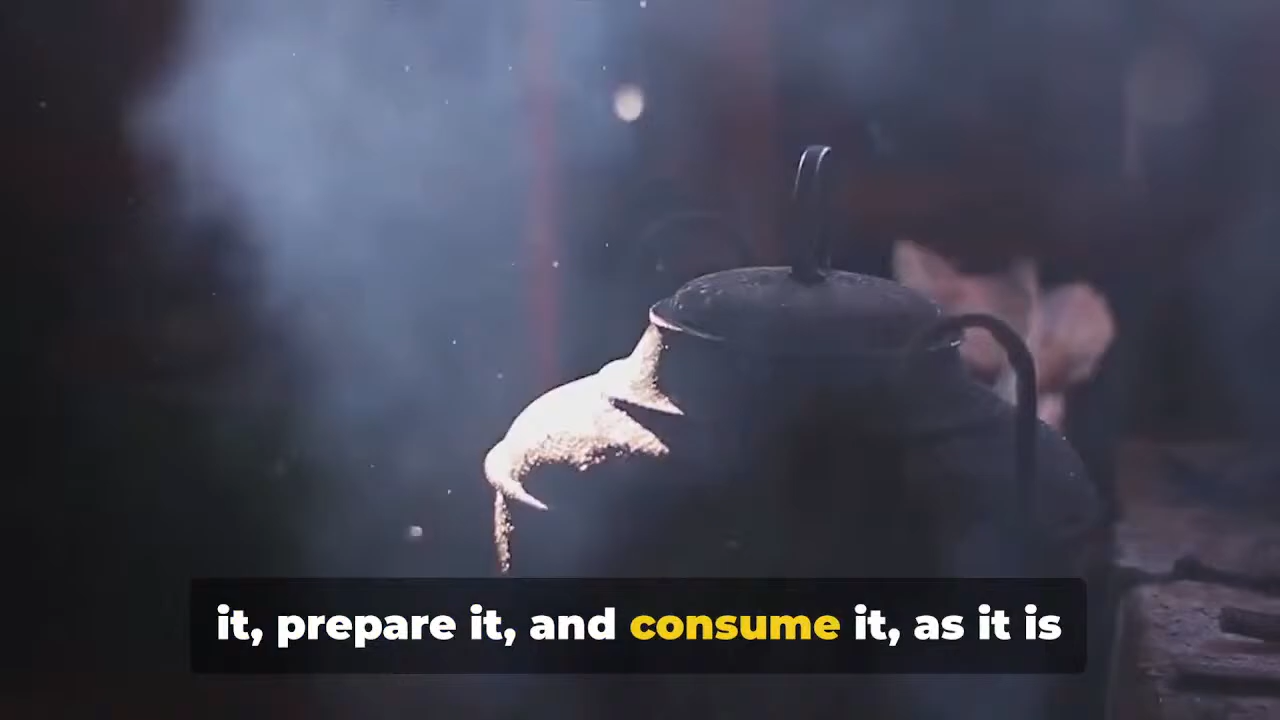 it, prepare it, and consume it, as it is